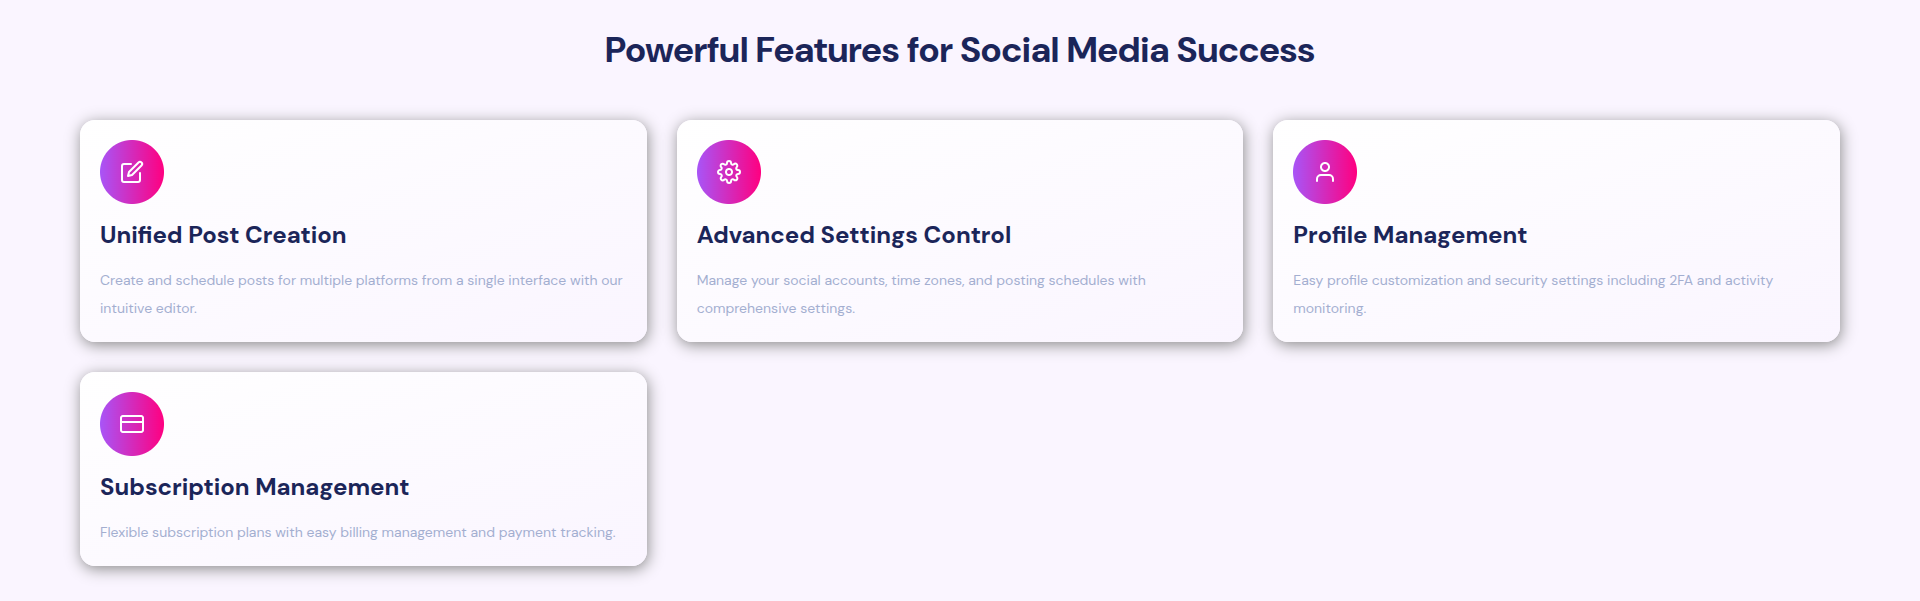 Powerful Features for Social Media Success
Unified Post Creation
Create and schedule posts for multiple platforms from a single interface with our
intuitive editor.
Advanced Settings Control
Manage your social accounts, time zones, and posting schedules with
comprehensive settings.
Profile Management
Easy profile customization and security settings including 2FA and activity
monitoring.
Subscription Management
Flexible subscription plans with easy billing management and payment tracking.